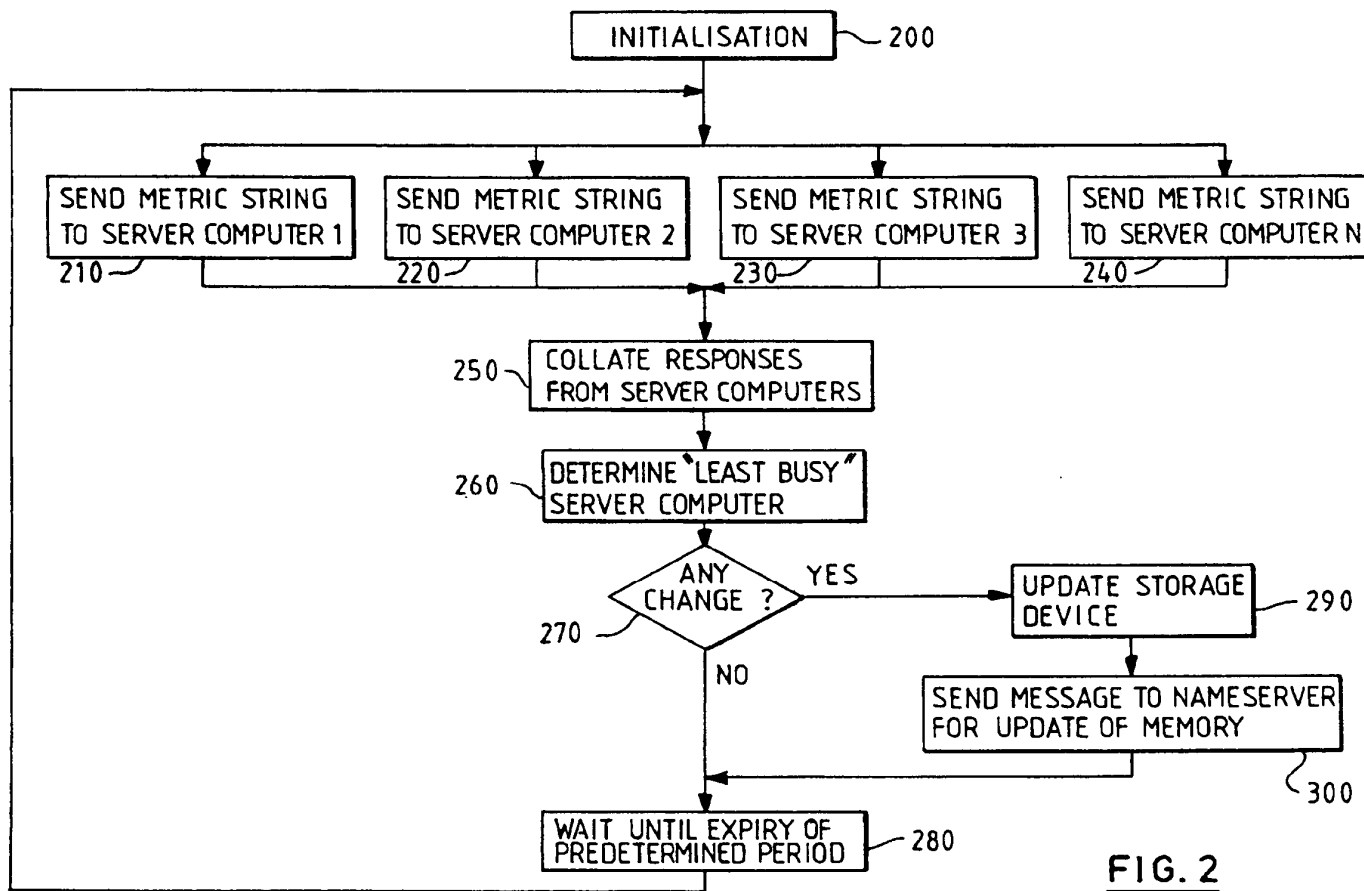 INITIALISATION
200
SEND METRIC STRING
TO SERVER COMPUTER 1
210
SEND METRIC STRING
TO SERVER COMPUTER 2
220
SEND METRIC STRING
TO SERVER COMPUTER 3
230
SEND METRIC STRING
TO SERVER COMPUTER N
240
250
COLLATE RESPONSES
FROM SERVER COMPUTERS
260
DETERMINE "LEAST BUSY"
SERVER COMPUTER
ANY
CHANGE ?
270
YES
NO
UPDATE STORAGE
DEVICE
290
SEND MESSAGE TO NAMESERVER
FOR UPDATE OF MEMORY
300
WAIT UNTIL EXPIRY OF
PREDETERMINED PERIOD
280
FIG. 2